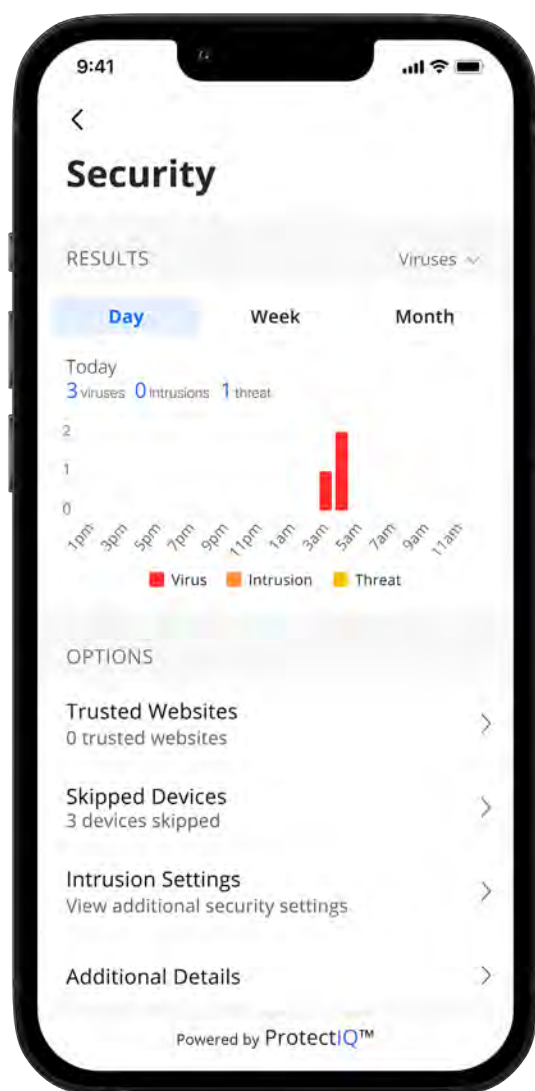 9:41
Security
RESULTS Viruses
Day Week Month
Today
3 viruses 0 Intrusions 1 threat
2
1
0
1pm 3pm 5pm 7pm 9pm 11pm 1am 3am 5am 7am 9am 11am
Virus Intrusion Threat
OPTIONS
Trusted Websites
0 trusted websites
Skipped Devices
3 devices skipped
Intrusion Settings
View additional security settings
Additional Details
Powered by ProtectIQ™